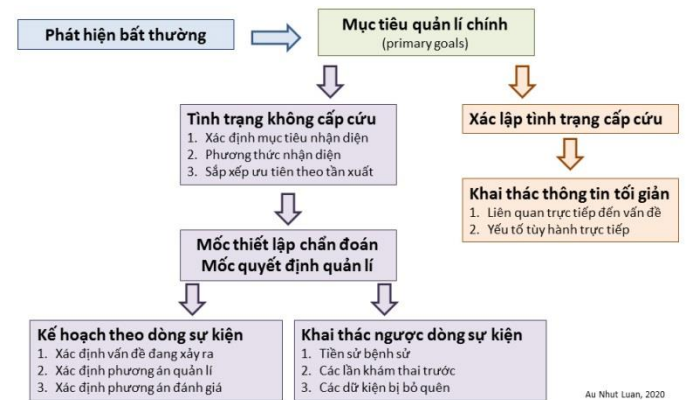 Phát hiện bất thường
Mục tiêu quản lí chính
(primary goals)
Tình trạng không cấp cứu
1. Xác định mục tiêu nhận diện
2. Phương thức nhận diện
3. Sắp xếp ưu tiên theo tần xuất
Xác lập tình trạng cấp cứu
Khai thác thông tin tối giản
1. Liên quan trực tiếp đến vấn đề
2. Yếu tố tùy hành trực tiếp
Mốc thiết lập chẩn đoán
Mốc quyết định quản lí
Kế hoạch theo dòng sự kiện
1. Xác định vấn đề đang xảy ra
2. Xác định phương án quản lí
3. Xác định phương án đánh giá
Khai thác ngược dòng sự kiện
1. Tiền sử bệnh sử
2. Các lần khám thai trước
3. Các dữ kiện bị bỏ quên
Au Nhut Luan, 2020